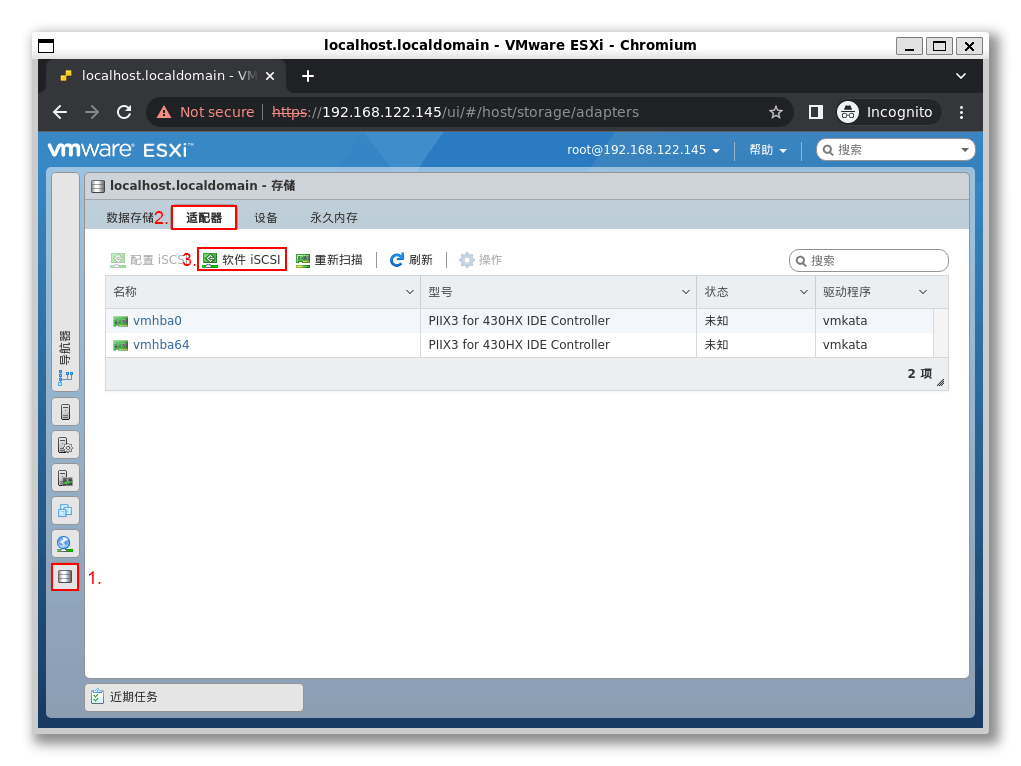 localhost.localdomain - VMware ESXi - Chromium
localhost.localdomain - VM
Not secure https://192.168.122.145/ui/#/host/storage/adapters Incognito
vmware ESXi™ root@192.168.122.145 帮助 搜索
localhost.localdomain - 存储
数据存储 2. 适配器 设备 永久内存
配置 iSCSI 3. 软件 iSCSI 重新扫描 刷新 操作 搜索
名称 型号 状态 驱动程序
vmhba0 PIIX3 for 430HX IDE Controller 未知 vmkata
vmhba64 PIIX3 for 430HX IDE Controller 未知 vmkata
2 项
导航器
1.
近期任务